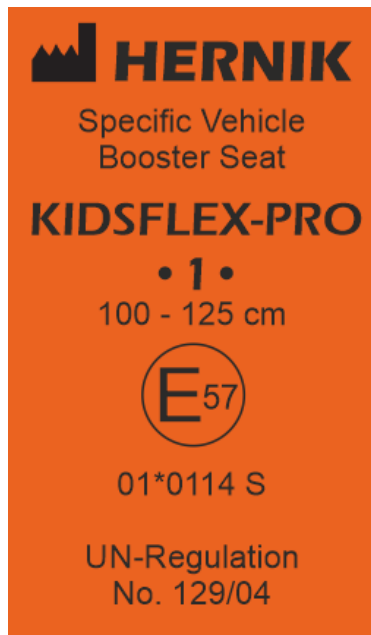 HERNIK
Specific Vehicle
Booster Seat
KIDSFLEX-PRO
• 1 •
100 - 125 cm
E57
01*0114 S
UN-Regulation
No. 129/04